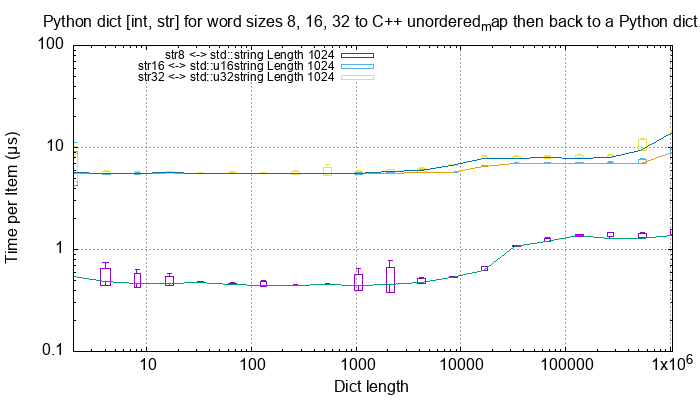 Python dict [int, str] for word sizes 8, 16, 32 to C++ unordered_map then back to a Python dict.
100
str8 <-> std::string Length 1024
str16 <-> std::u16string Length 1024
str32 <-> std::u32string Length 1024
10
1
0.1
Time per Item (µs)
10
100
1000
10000
100000
1x10⁶
Dict length